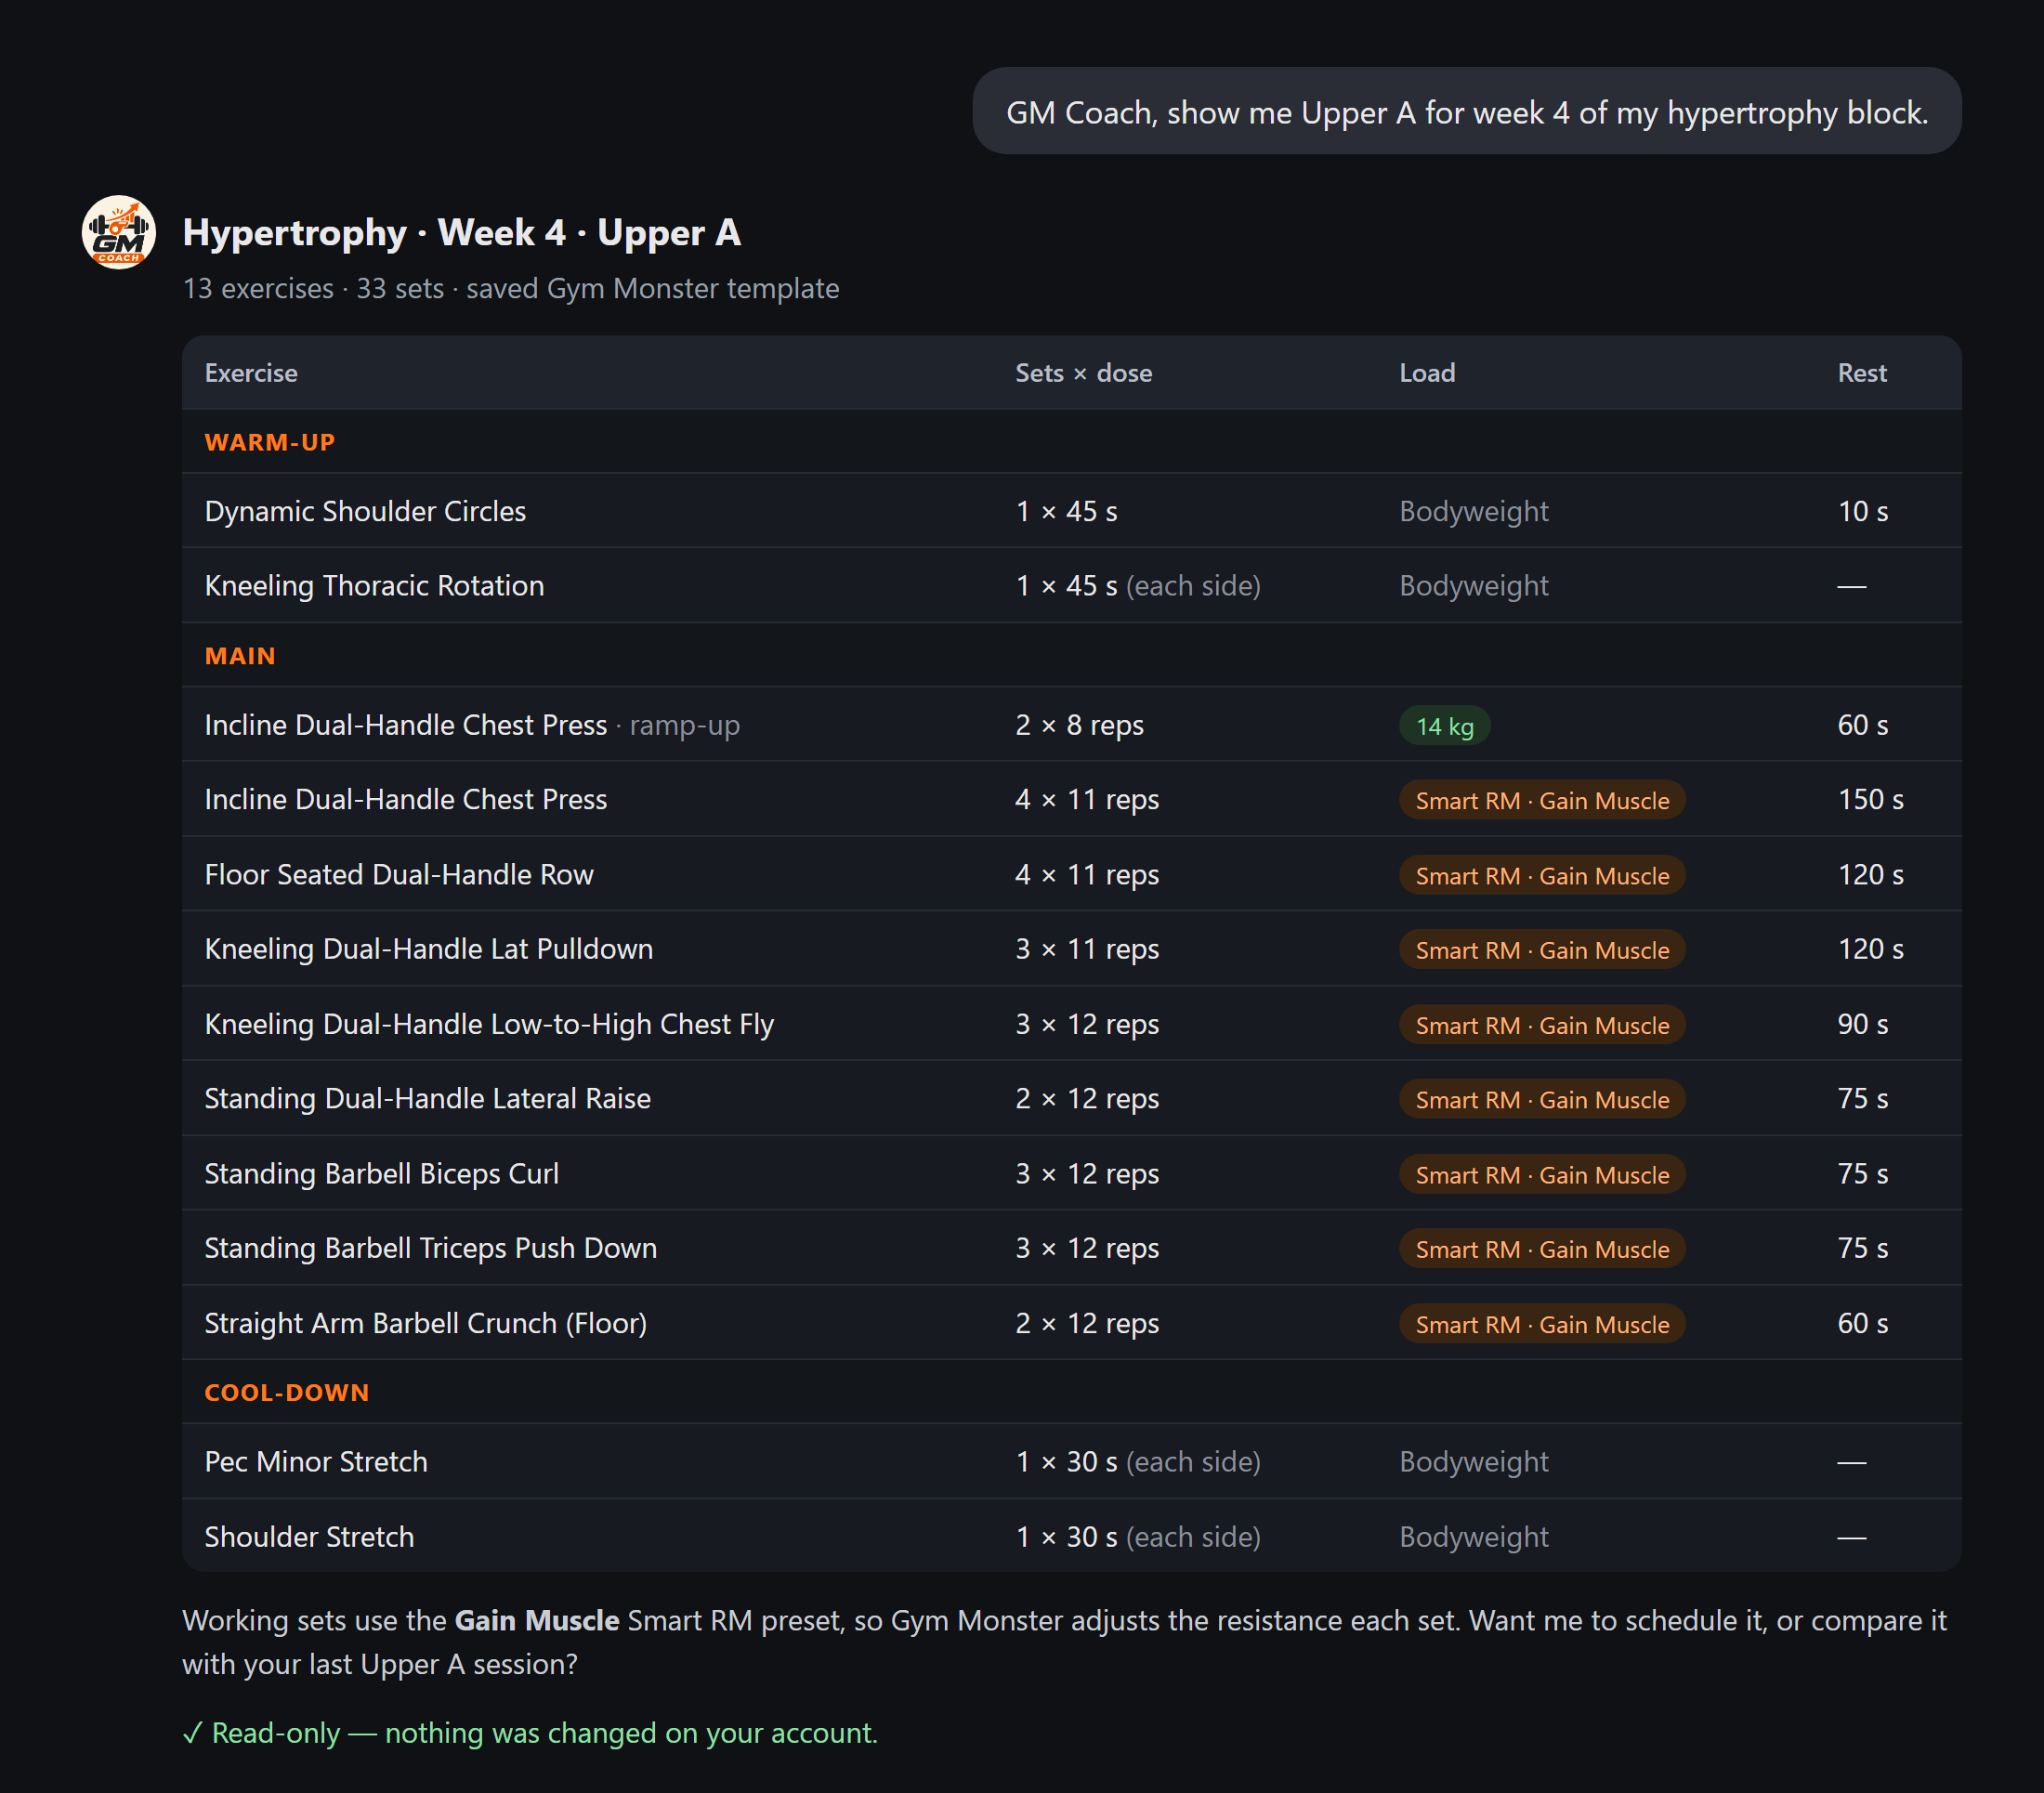 GM Coach, show me Upper A for week 4 of my hypertrophy block.
GM
COACH
Hypertrophy · Week 4 · Upper A
13 exercises · 33 sets · saved Gym Monster template
Exercise Sets × dose Load Rest
WARM-UP
Dynamic Shoulder Circles 1 × 45 s Bodyweight 10 s
Kneeling Thoracic Rotation 1 × 45 s (each side) Bodyweight —
MAIN
Incline Dual-Handle Chest Press · ramp-up 2 × 8 reps 14 kg 60 s
Incline Dual-Handle Chest Press 4 × 11 reps Smart RM · Gain Muscle 150 s
Floor Seated Dual-Handle Row 4 × 11 reps Smart RM · Gain Muscle 120 s
Kneeling Dual-Handle Lat Pulldown 3 × 11 reps Smart RM · Gain Muscle 120 s
Kneeling Dual-Handle Low-to-High Chest Fly 3 × 12 reps Smart RM · Gain Muscle 90 s
Standing Dual-Handle Lateral Raise 2 × 12 reps Smart RM · Gain Muscle 75 s
Standing Barbell Biceps Curl 3 × 12 reps Smart RM · Gain Muscle 75 s
Standing Barbell Triceps Push Down 3 × 12 reps Smart RM · Gain Muscle 75 s
Straight Arm Barbell Crunch (Floor) 2 × 12 reps Smart RM · Gain Muscle 60 s
COOL-DOWN
Pec Minor Stretch 1 × 30 s (each side) Bodyweight —
Shoulder Stretch 1 × 30 s (each side) Bodyweight —
Working sets use the Gain Muscle Smart RM preset, so Gym Monster adjusts the resistance each set. Want me to schedule it, or compare it
with your last Upper A session?
✓ Read-only — nothing was changed on your account.